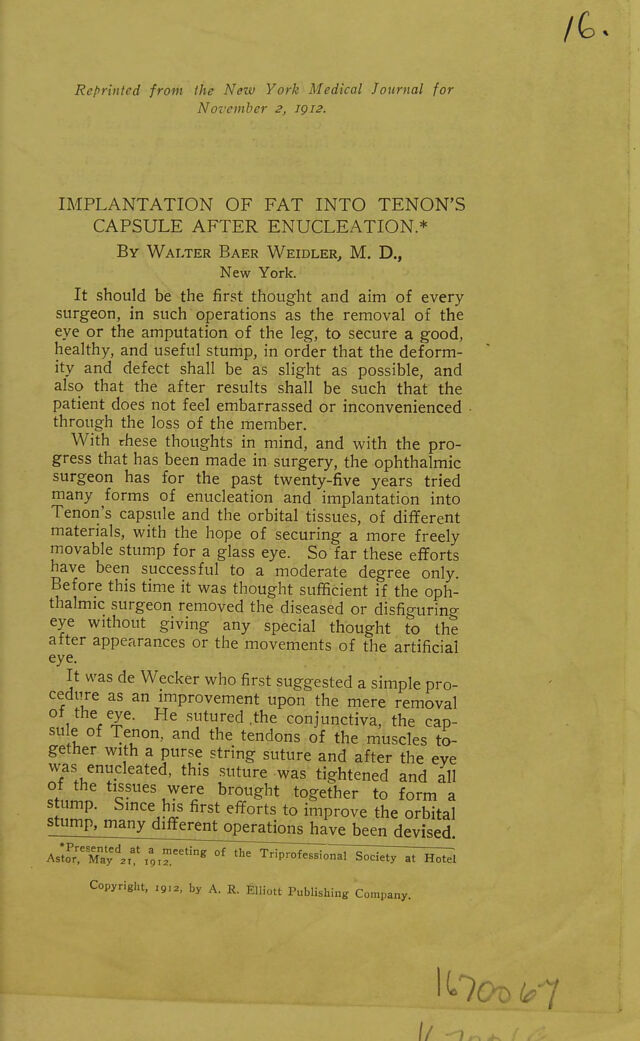 16.
Reprinted from the New York Medical Journal for
November 2, 1912.
IMPLANTATION OF FAT INTO TENON'S
CAPSULE AFTER ENUCLEATION.*
By Walter Baer Weidler, M. D.,
New York.
It should be the first thought and aim of every
surgeon, in such operations as the removal of the
eye or the amputation of the leg, to secure a good,
healthy, and useful stump, in order that the deform-
ity and defect shall be as slight as possible, and
also that the after results shall be such that the
patient does not feel embarrassed or inconvenienced
through the loss of the member.
With these thoughts in mind, and with the pro-
gress that has been made in surgery, the ophthalmic
surgeon has for the past twenty-five years tried
many forms of enucleation and implantation into
Tenon's capsule and the orbital tissues, of different
materials, with the hope of securing a more freely
movable stump for a glass eye. So far these efforts
have been successful to a moderate degree only.
Before this time it was thought sufficient if the oph-
thalmic surgeon removed the diseased or disfiguring
eye without giving any special thought to the
after appearances or the movements of the artificial
eye.
It was de Wecker who first suggested a simple pro-
cedure as an improvement upon the mere removal
of the eye. He sutured the conjunctiva, the cap-
sule of Tenon, and the tendons of the muscles to-
gether with a purse string suture and after the eye
was enucleated, this suture was tightened and all
of the tissues were brought together to form a
stump. Since his first efforts to improve the orbital
stump, many different operations have been devised.
*Presented at a meeting of the Triprofessional Society at Hotel
Astor, May 21, 1912.
Copyright, 1912, by A. R. Elliott Publishing Company.
1670067